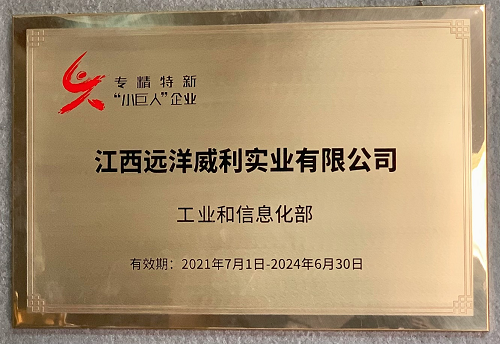 专精特新
“小巨人”企业
江西远洋威利实业有限公司
工业和信息化部
有效期：2021年7月1日-2024年6月30日